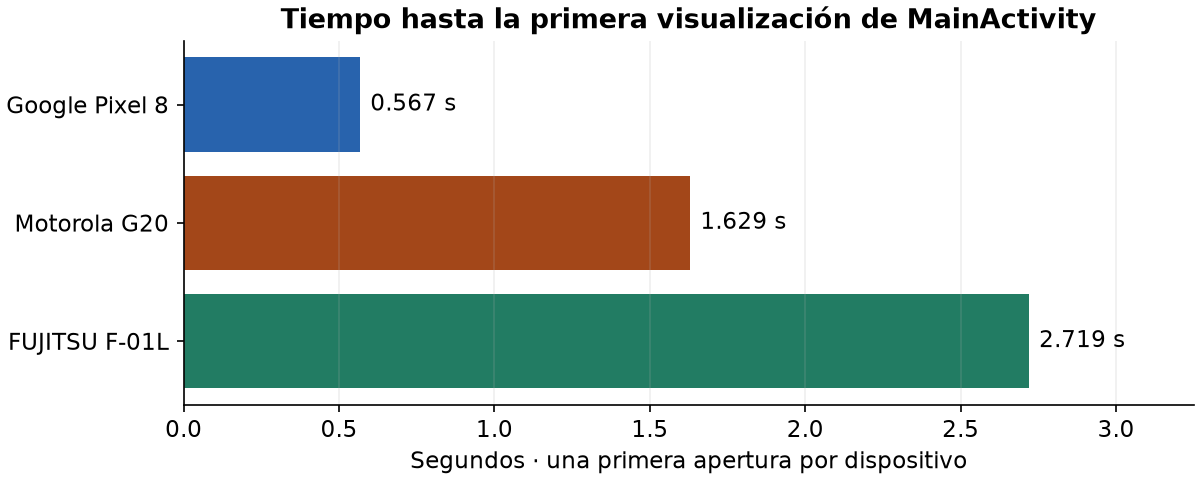 Tiempo hasta la primera visualización de MainActivity
Google Pixel 8
0.567 s
Motorola G20
1.629 s
FUJITSU F-01L
2.719 s
0.0 0.5 1.0 1.5 2.0 2.5 3.0
Segundos · una primera apertura por dispositivo